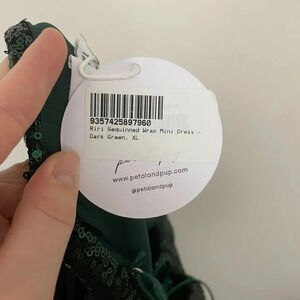 9357425897960
Riri Sequinned Wrap Mini Dress -
Dark Green, XL
www.petalandpup.com
@petalandpup